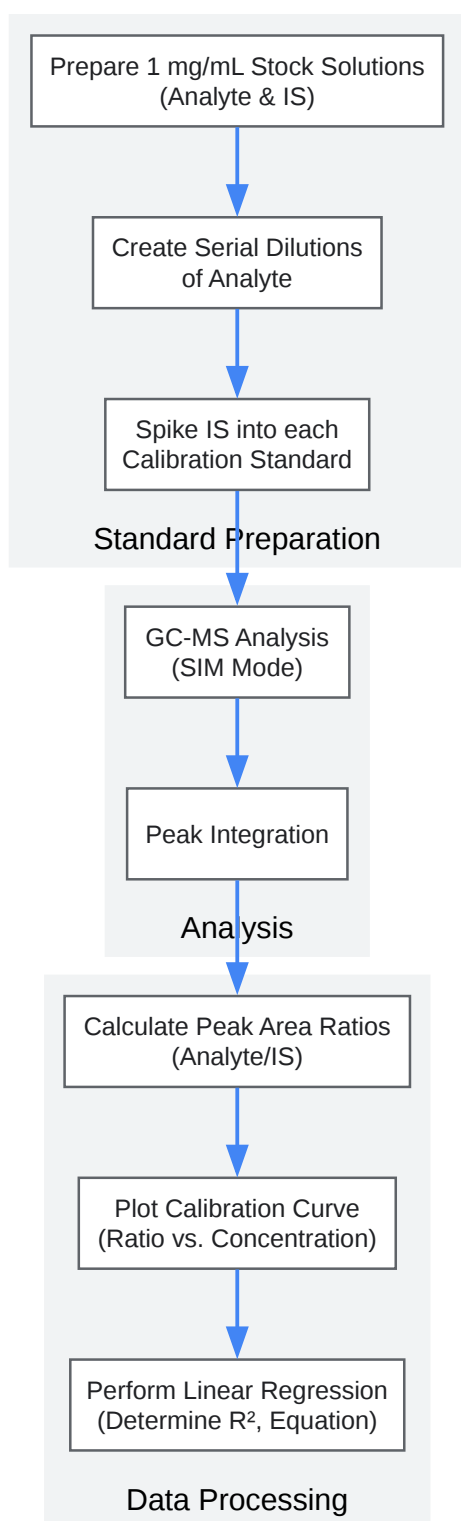 Prepare 1 mg/mL Stock Solutions
(Analyte & IS)
Create Serial Dilutions
of Analyte
Spike IS into each
Calibration Standard
Standard Preparation
GC-MS Analysis
(SIM Mode)
Peak Integration
Analysis
Calculate Peak Area Ratios
(Analyte/IS)
Plot Calibration Curve
(Ratio vs. Concentration)
Perform Linear Regression
(Determine R², Equation)
Data Processing